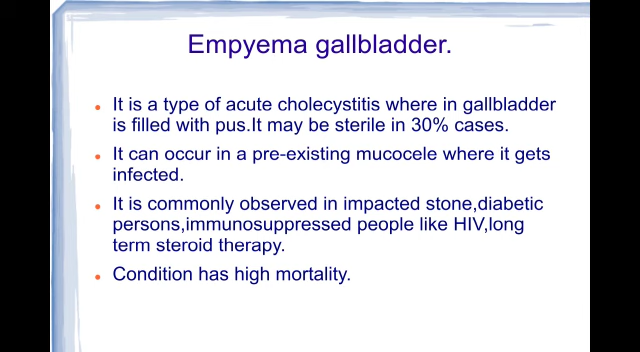 Empyema gallbladder.
It is a type of acute cholecystitis where in gallbladder
is filled with pus.It may be sterile in 30% cases.
It can occur in a pre-existing mucocele where it gets
infected.
It is commonly observed in impacted stone,diabetic
persons,immunosuppressed people like HIV,long
term steroid therapy.
Condition has high mortality.